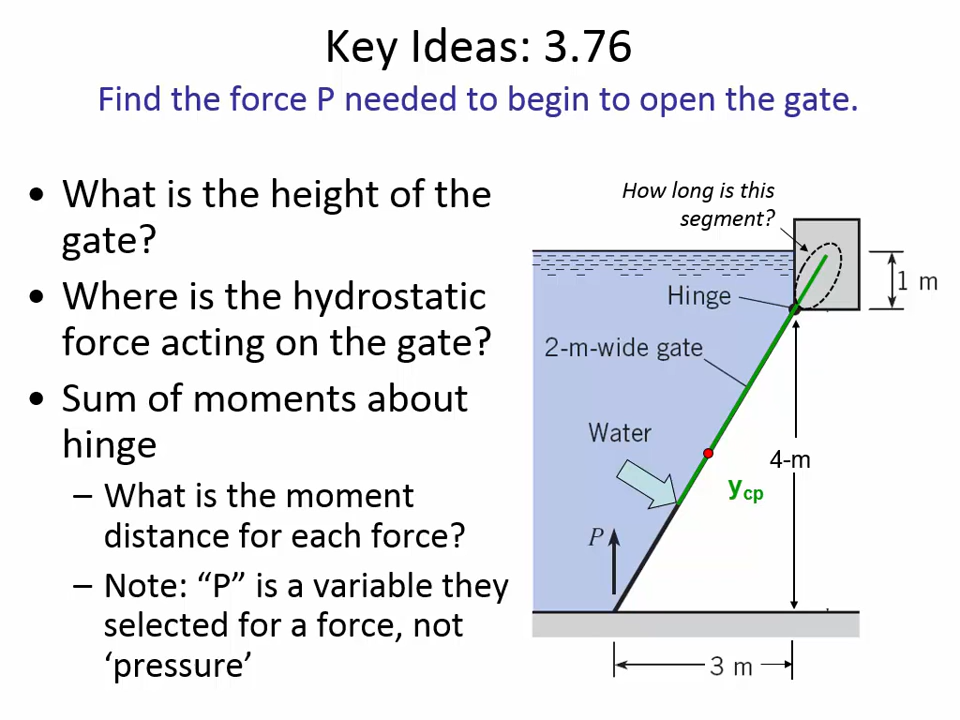 Key Ideas: 3.76
Find the force P needed to begin to open the gate.
• What is the height of the
gate?
• Where is the hydrostatic
force acting on the gate?
• Sum of moments about
hinge
– What is the moment
distance for each force?
– Note: “P” is a variable they
selected for a force, not
‘pressure’
How long is this
segment?
1 m
Hinge
2-m-wide gate
Water
4-m
ycp
P
3 m